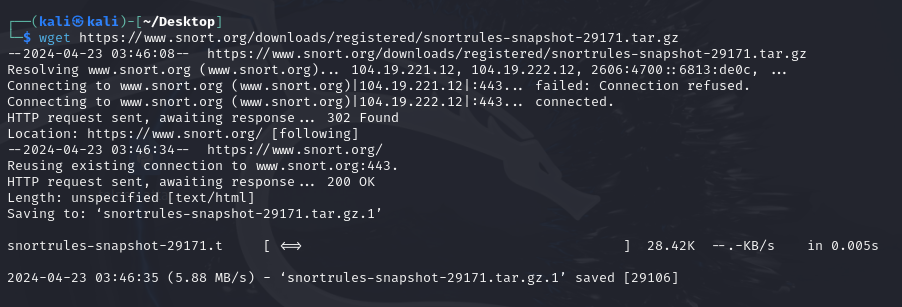 ┌──(kali㉿kali)-[~/Desktop]
└─$ wget https://www.snort.org/downloads/registered/snortrules-snapshot-29171.tar.gz
--2024-04-23 03:46:08--  https://www.snort.org/downloads/registered/snortrules-snapshot-29171.tar.gz
Resolving www.snort.org (www.snort.org)... 104.19.221.12, 104.19.222.12, 2606:4700::6813:de0c, ...
Connecting to www.snort.org (www.snort.org)|104.19.221.12|:443... failed: Connection refused.
Connecting to www.snort.org (www.snort.org)|104.19.222.12|:443... connected.
HTTP request sent, awaiting response... 302 Found
Location: https://www.snort.org/ [following]
--2024-04-23 03:46:34--  https://www.snort.org/
Reusing existing connection to www.snort.org:443.
HTTP request sent, awaiting response... 200 OK
Length: unspecified [text/html]
Saving to: ‘snortrules-snapshot-29171.tar.gz.1’
snortrules-snapshot-29171.t     [ <=>                                        ]  28.42K  --.-KB/s    in 0.005s
2024-04-23 03:46:35 (5.88 MB/s) - ‘snortrules-snapshot-29171.tar.gz.1’ saved [29106]